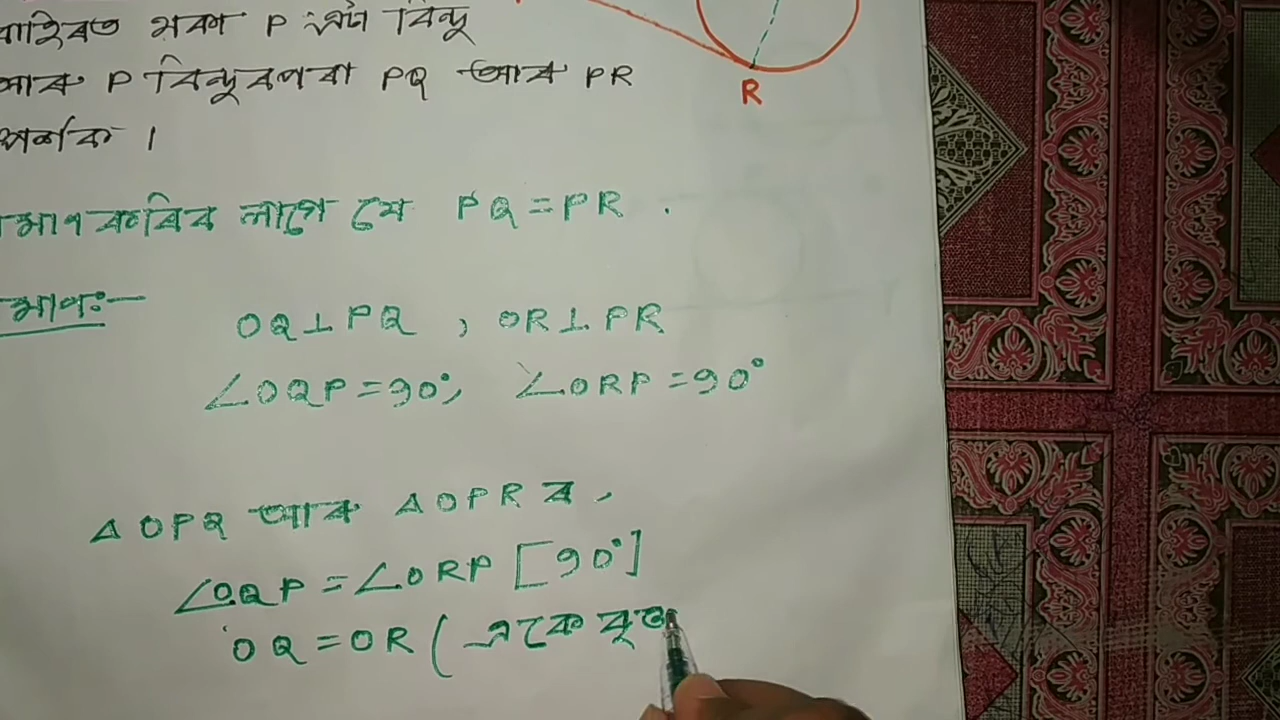 বাহিৰত থকা P এটা বিন্দু
আৰু P বিন্দুৰপৰা PQ আৰু PR
স্পৰ্শক ।
R
প্ৰমাণ কৰিব লাগে যে PQ = PR .
প্ৰমাণঃ—
OQ⊥PQ , OR⊥PR
∠OQP = 90°, ∠ORP = 90°
△OPQ আৰু △OPR ৰ ,
∠OQP = ∠ORP [90°]
OQ = OR ( একে বৃত্ত